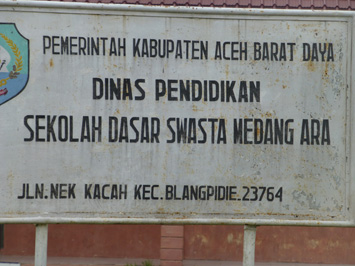 PEMERINTAH KABUPATEN ACEH BARAT DAYA
DINAS PENDIDIKAN
SEKOLAH DASAR SWASTA MEDANG ARA
JLN: NEK KACAH KEC. BLANGPIDIE. 23764